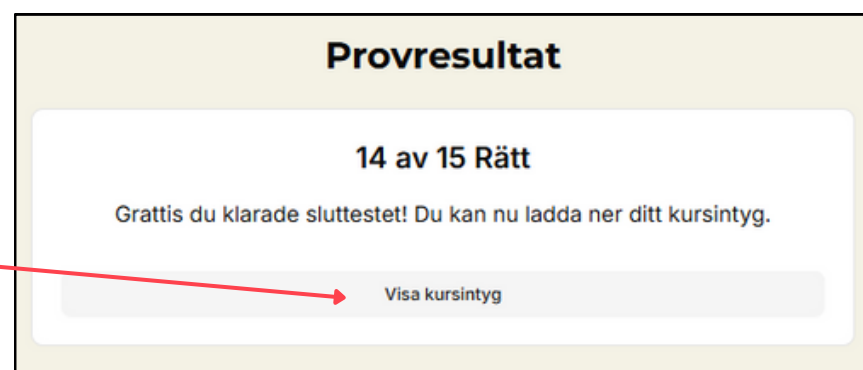 Provresultat
14 av 15 Rätt
Grattis du klarade sluttestet! Du kan nu ladda ner ditt kursintyg.
Visa kursintyg